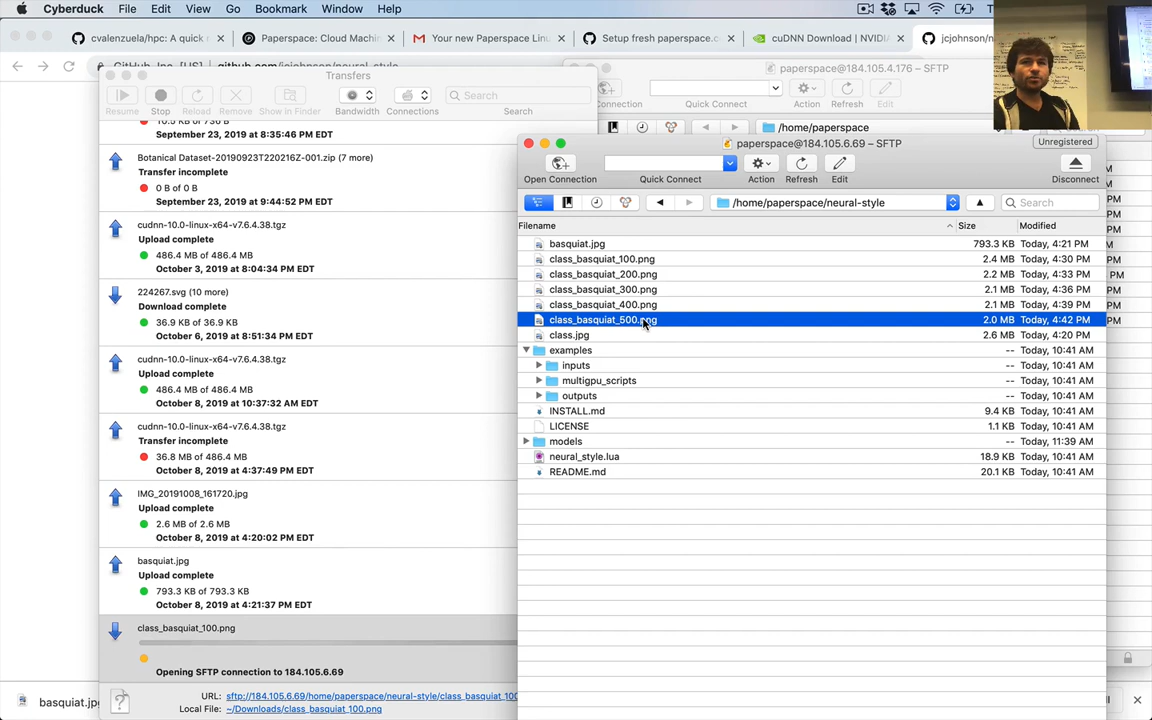 Cyberduck File Edit View Go Bookmark Window Help
cvalenzuela/hpc: A quick
Paperspace: Cloud Machin
Your new Paperspace Linu
Setup fresh paperspace.c
cuDNN Download | NVIDIA
jcjohnson/n
Transfers
Resume Stop Reload Remove Show in Finder Bandwidth Connections Search
Search
September 23, 2019 at 8:35:46 PM EDT
Botanical Dataset-20190923T220216Z-001.zip (7 more)
Transfer incomplete
0 B of 0 B
September 23, 2019 at 9:44:52 PM EDT
cudnn-10.0-linux-x64-v7.6.4.38.tgz
Upload complete
486.4 MB of 486.4 MB
October 3, 2019 at 8:04:34 PM EDT
224267.svg (10 more)
Download complete
36.9 KB of 36.9 KB
October 3, 2019 at 8:51:34 PM EDT
cudnn-10.0-linux-x64-v7.6.4.38.tgz
Upload complete
486.4 MB of 486.4 MB
October 8, 2019 at 10:37:32 AM EDT
cudnn-10.0-linux-x64-v7.6.4.38.tgz
Transfer incomplete
36.8 MB of 486.4 MB
October 8, 2019 at 4:37:49 PM EDT
IMG_20191008_161720.jpg
Upload complete
2.6 MB of 2.6 MB
October 8, 2019 at 4:20:02 PM EDT
basquiat.jpg
Upload complete
793.3 KB of 793.3 KB
October 8, 2019 at 4:21:37 PM EDT
class_basquiat_100.png
Opening SFTP connection to 184.105.6.69
URL: sftp://184.105.6.69/home/paperspace/neural-style/class_basquiat_100
Local File: ~/Downloads/class_basquiat_100.png
basquiat.jpg
paperspace@184.105.4.176 – SFTP
Quick Connect Action Refresh Edit
/home/paperspace
paperspace@184.105.6.69 – SFTP
Unregistered
Open Connection Quick Connect Action Refresh Edit Disconnect
/home/paperspace/neural-style
Search
Filename Size Modified
basquiat.jpg 793.3 KB Today, 4:21 PM
class_basquiat_100.png 2.4 MB Today, 4:30 PM
class_basquiat_200.png 2.2 MB Today, 4:33 PM
class_basquiat_300.png 2.1 MB Today, 4:36 PM
class_basquiat_400.png 2.1 MB Today, 4:39 PM
class_basquiat_500.png 2.0 MB Today, 4:42 PM
class.jpg 2.6 MB Today, 4:20 PM
examples -- Today, 10:41 AM
inputs -- Today, 10:41 AM
multigpu_scripts -- Today, 10:41 AM
outputs -- Today, 10:41 AM
INSTALL.md 9.4 KB Today, 10:41 AM
LICENSE 1.1 KB Today, 10:41 AM
models -- Today, 11:39 AM
neural_style.lua 18.9 KB Today, 10:41 AM
README.md 20.1 KB Today, 10:41 AM